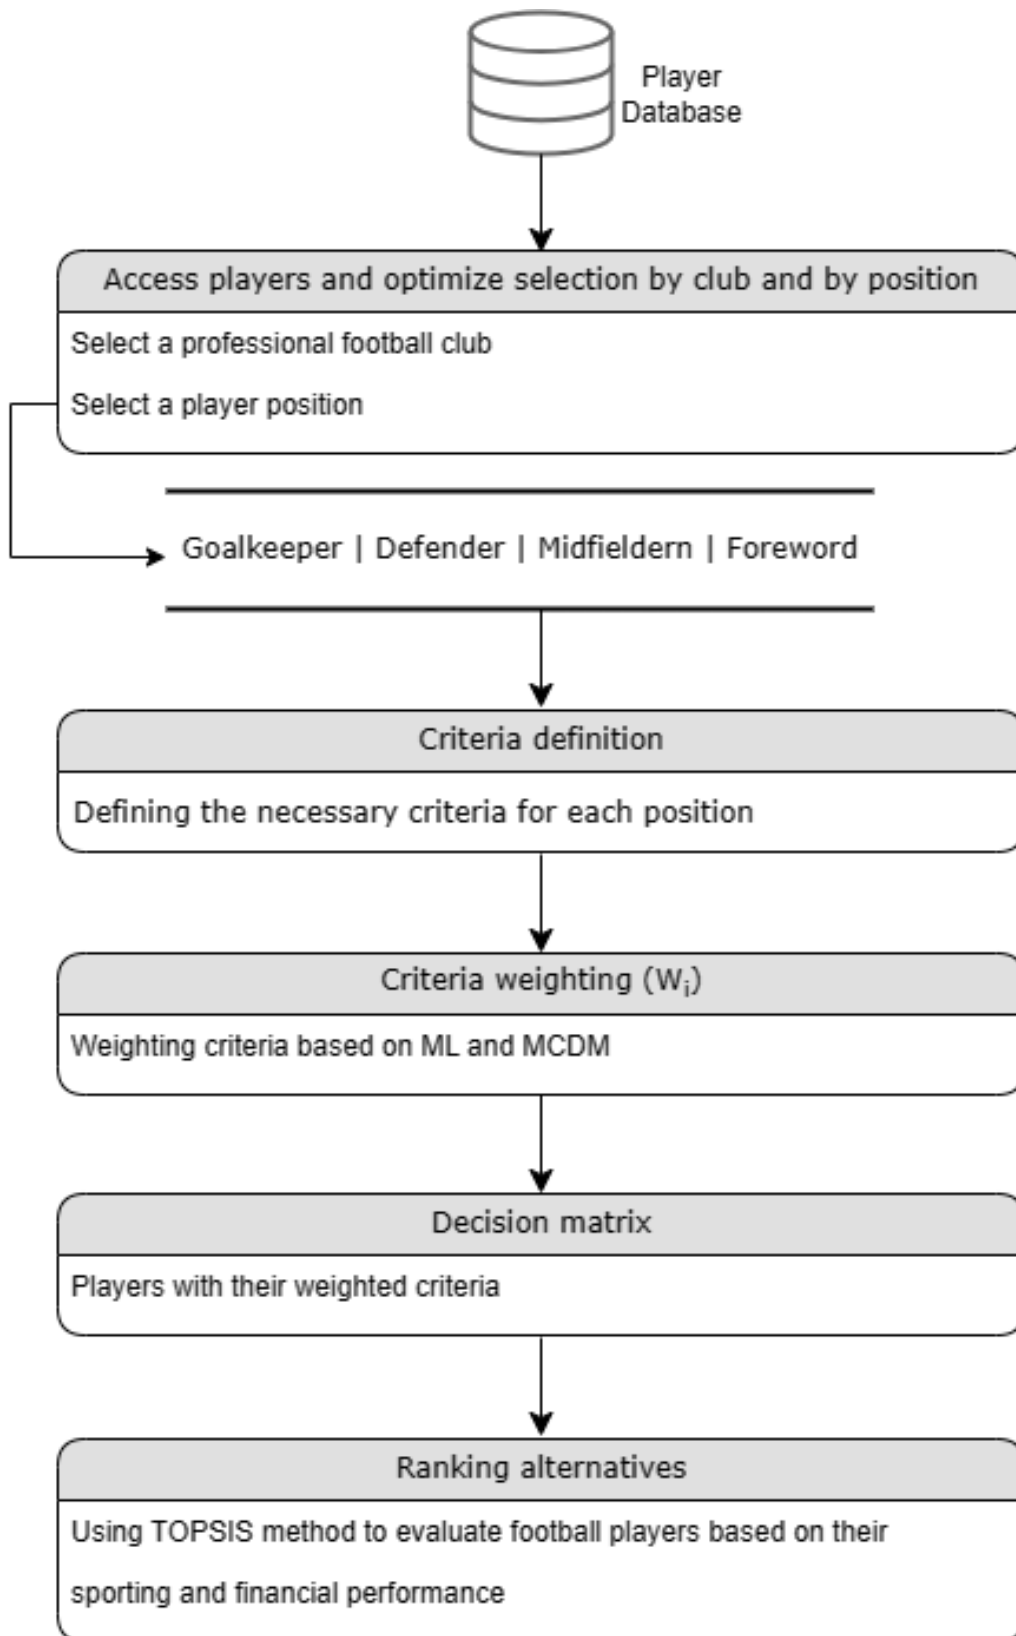 Player
Database
Access players and optimize selection by club and by position
Select a professional football club
Select a player position
Goalkeeper | Defender | Midfieldern | Foreword
Criteria definition
Defining the necessary criteria for each position
Criteria weighting (Wi)
Weighting criteria based on ML and MCDM
Decision matrix
Players with their weighted criteria
Ranking alternatives
Using TOPSIS method to evaluate football players based on their
sporting and financial performance